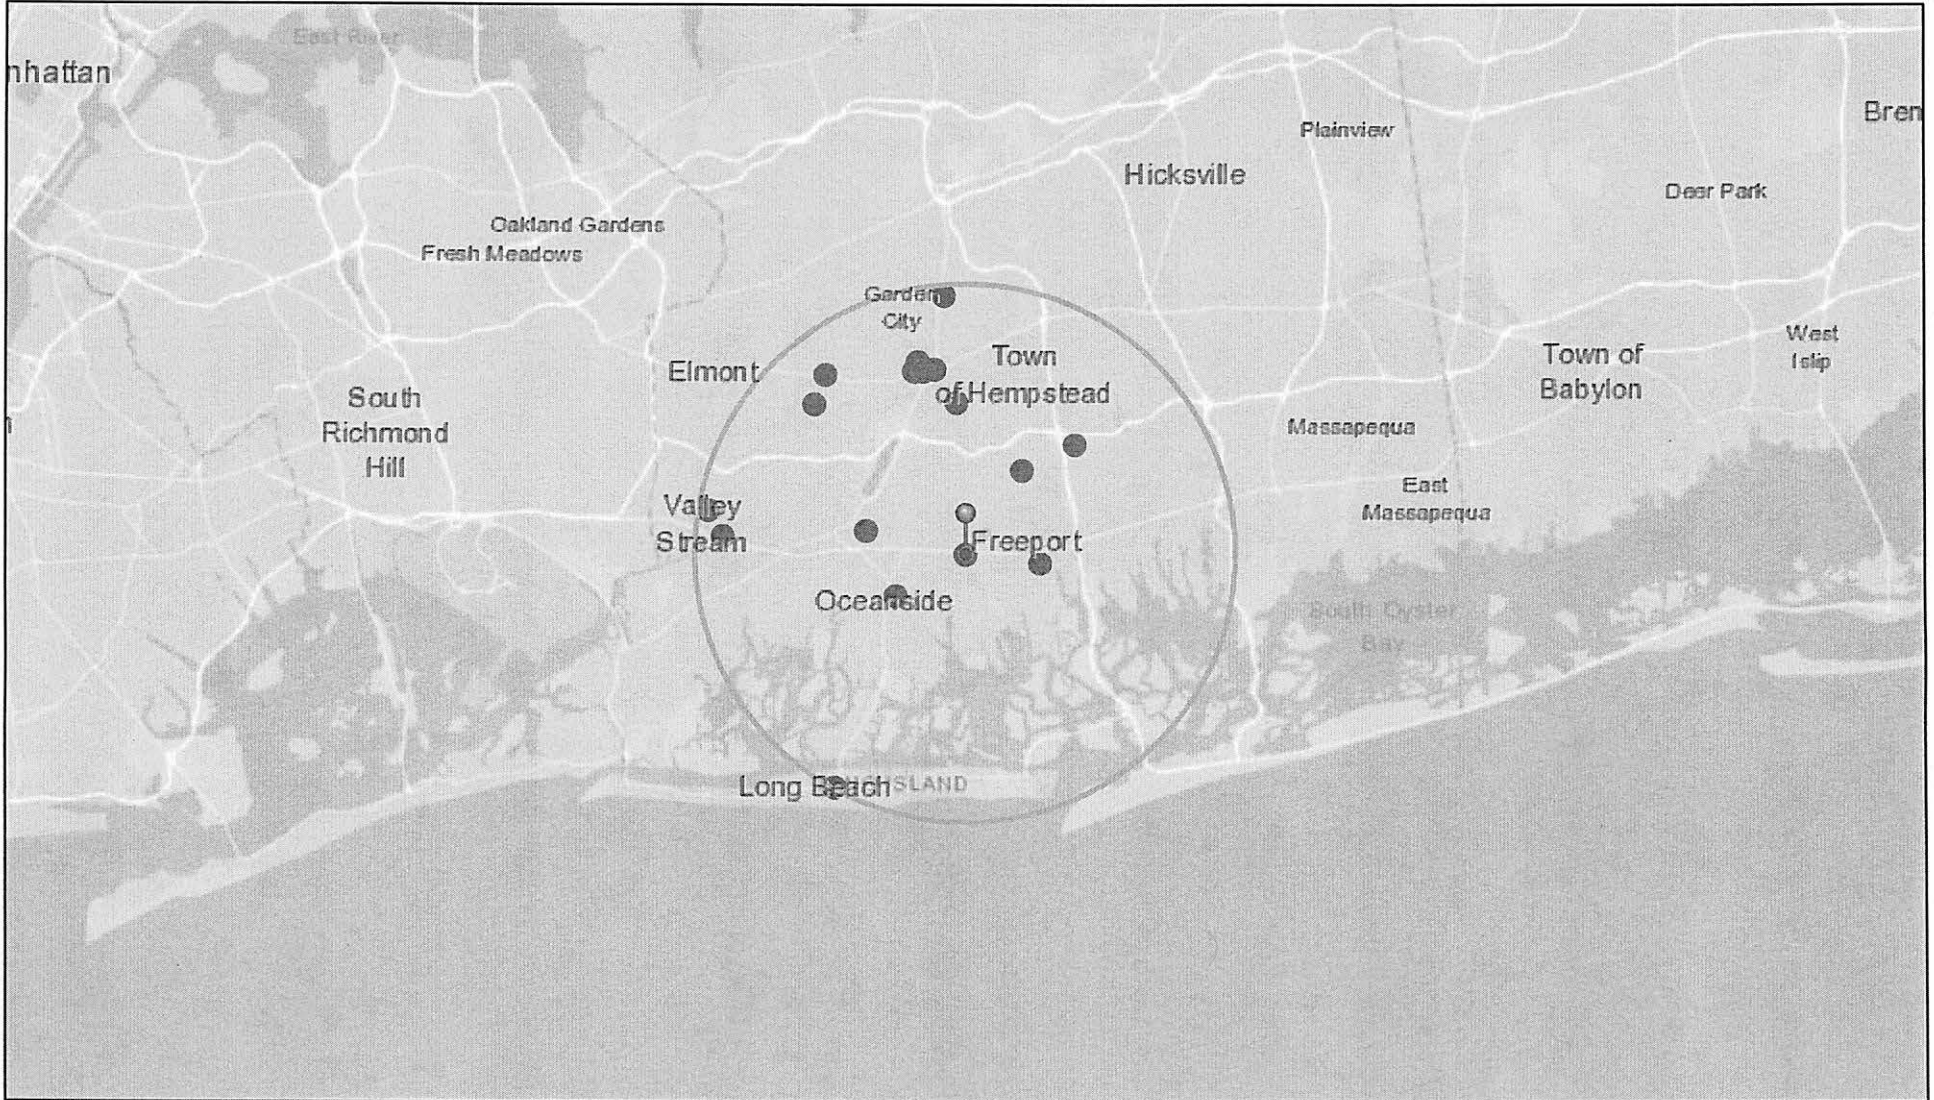 East River
nhattan
Bren
Plainview
Hicksville
Deer Park
Oakland Gardens
Fresh Meadows
Garden
City
West
Islip
Town
of Hempstead
Town of
Babylon
Elmont
South
Richmond
Hill
Massapequa
East
Massapequa
Valley
Stream
Freeport
Oceanside
South Oyster
Bay
Long Beach
ISLAND